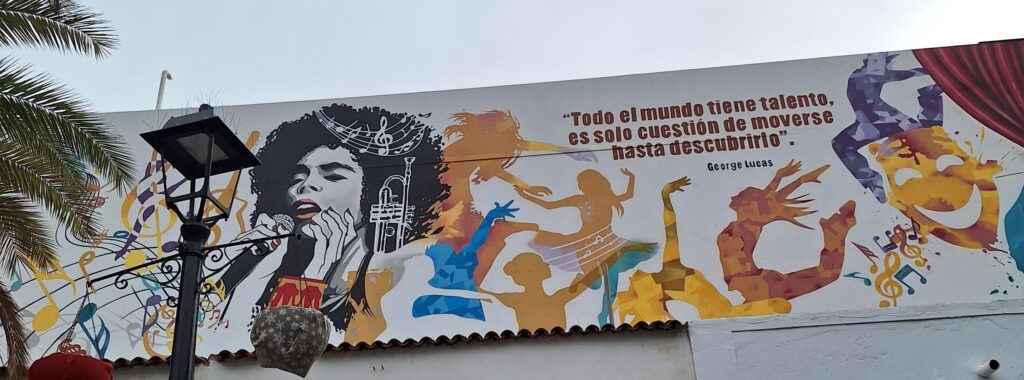 “Todo el mundo tiene talento,
es solo cuestión de moverse
hasta descubrirlo”.
George Lucas